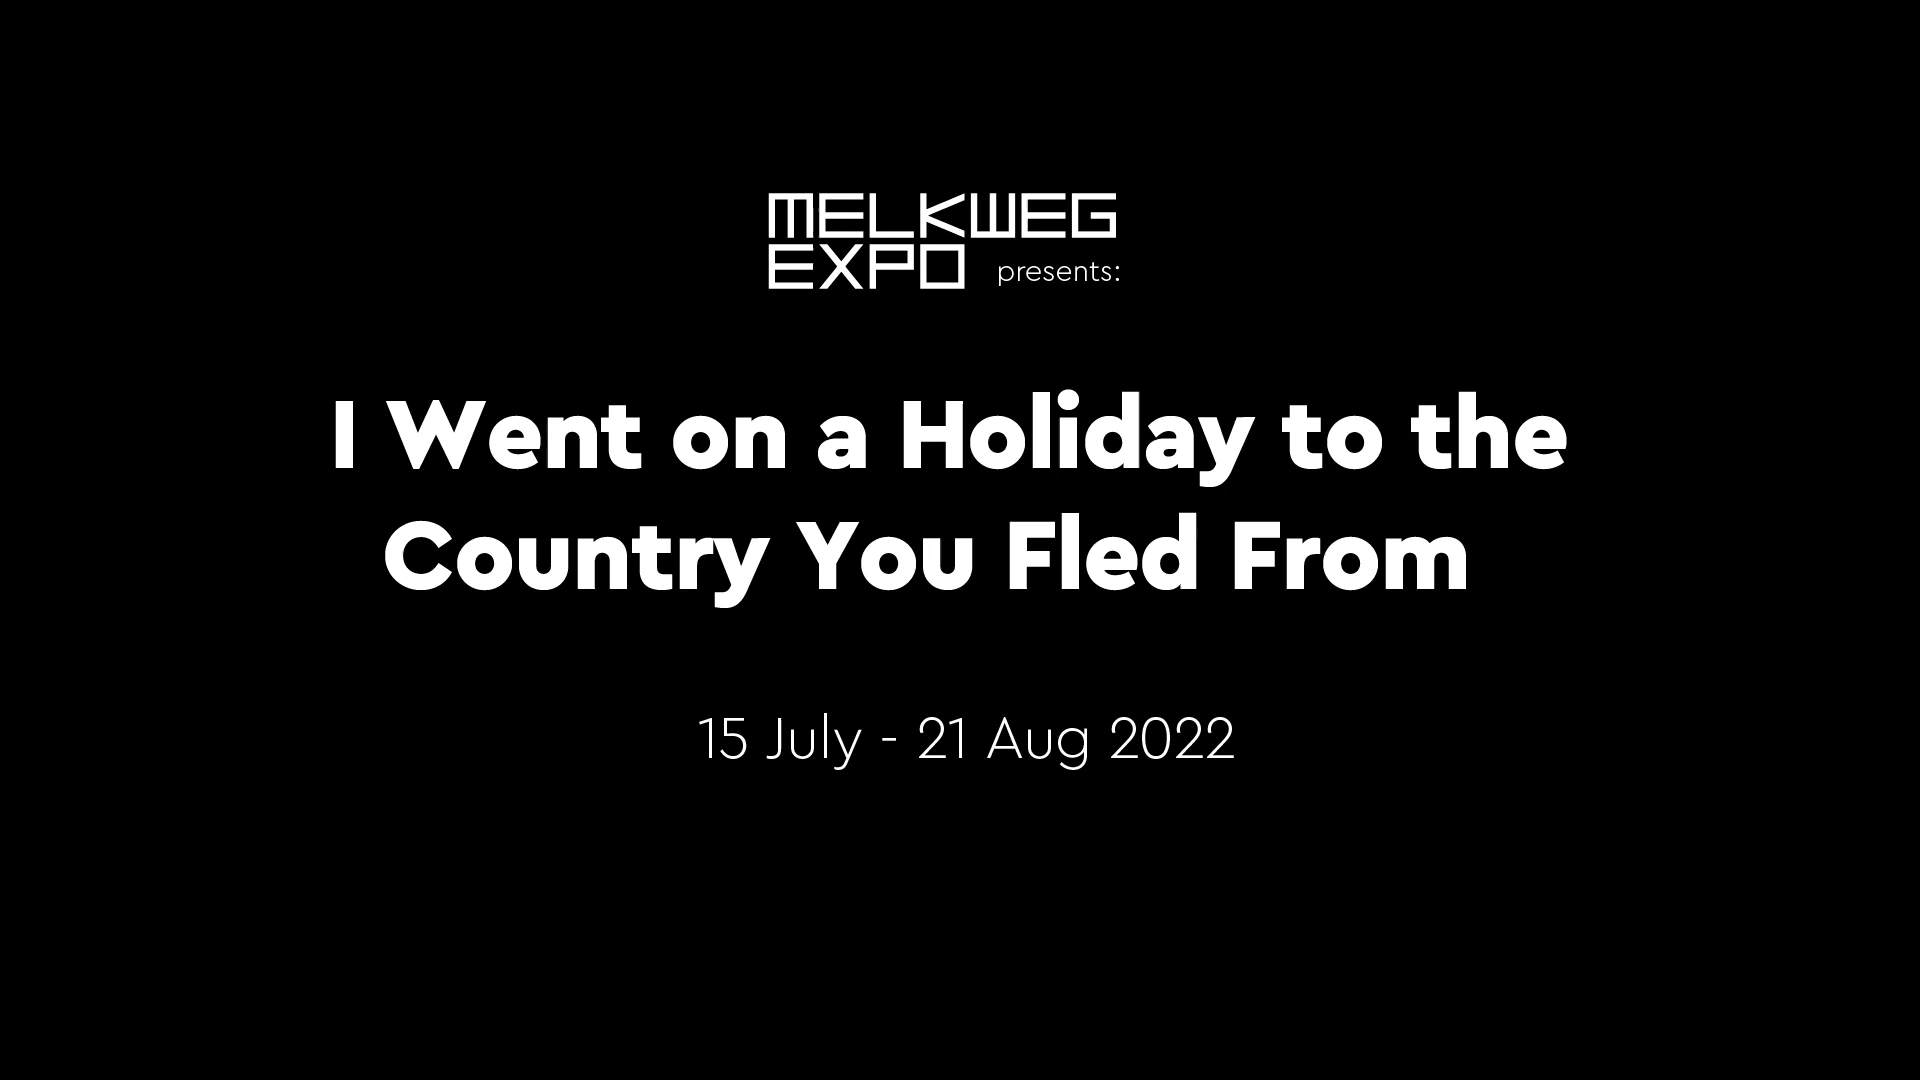 MELKWEG
EXPO presents:
I Went on a Holiday to the
Country You Fled From
15 July - 21 Aug 2022